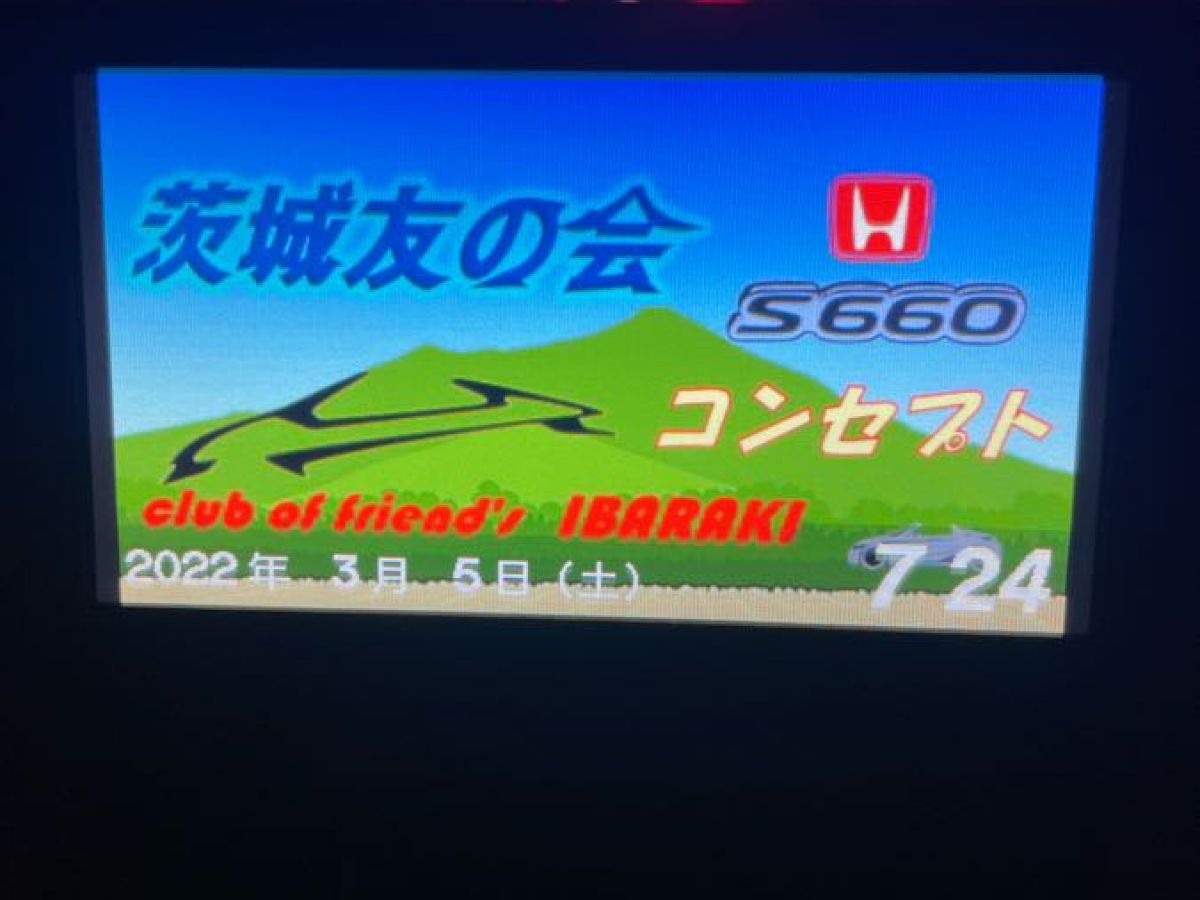 茨城友の会
S660
コンセプト
club of friend's IBARAKI
2022年 3月 5日(土)
7 24